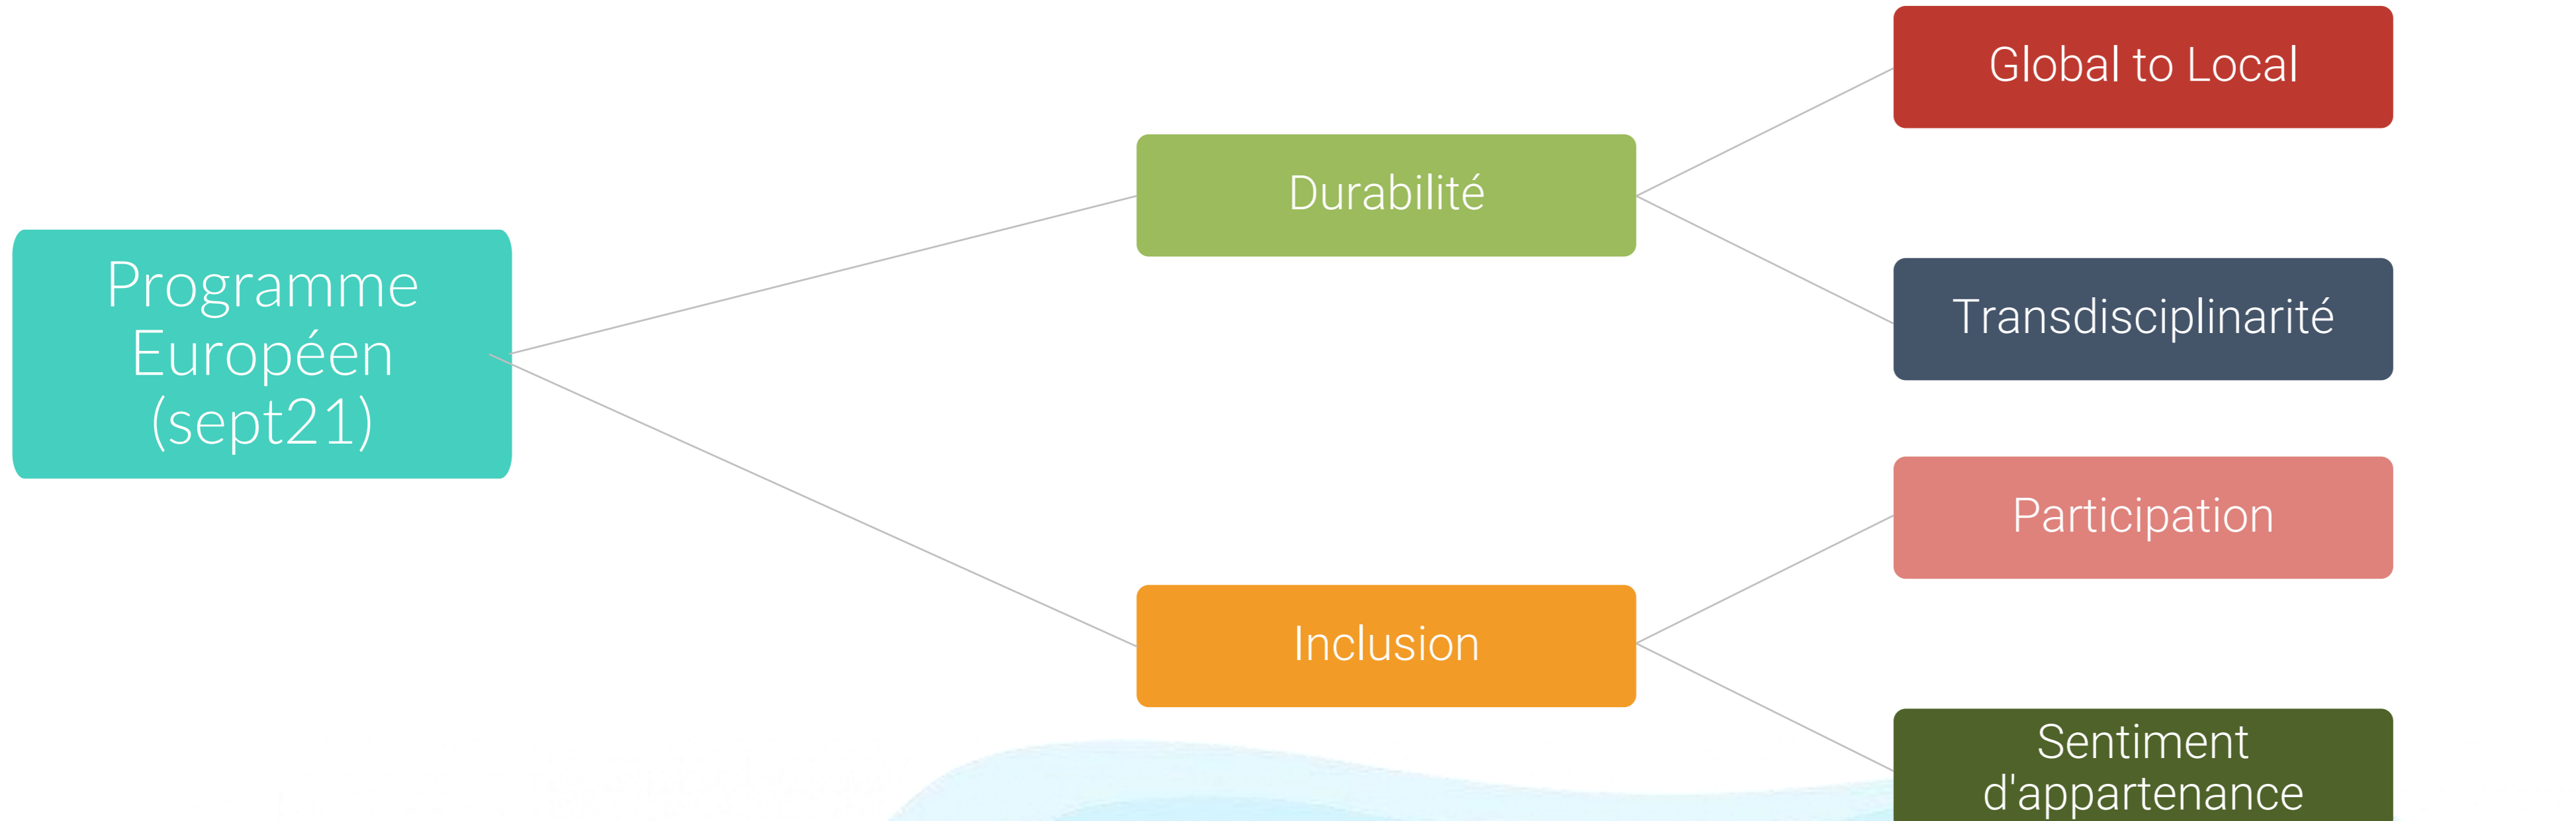 Programme
Européen
(sept21)
Durabilité
Global to Local
Transdisciplinarité
Inclusion
Participation
Sentiment
d'appartenance